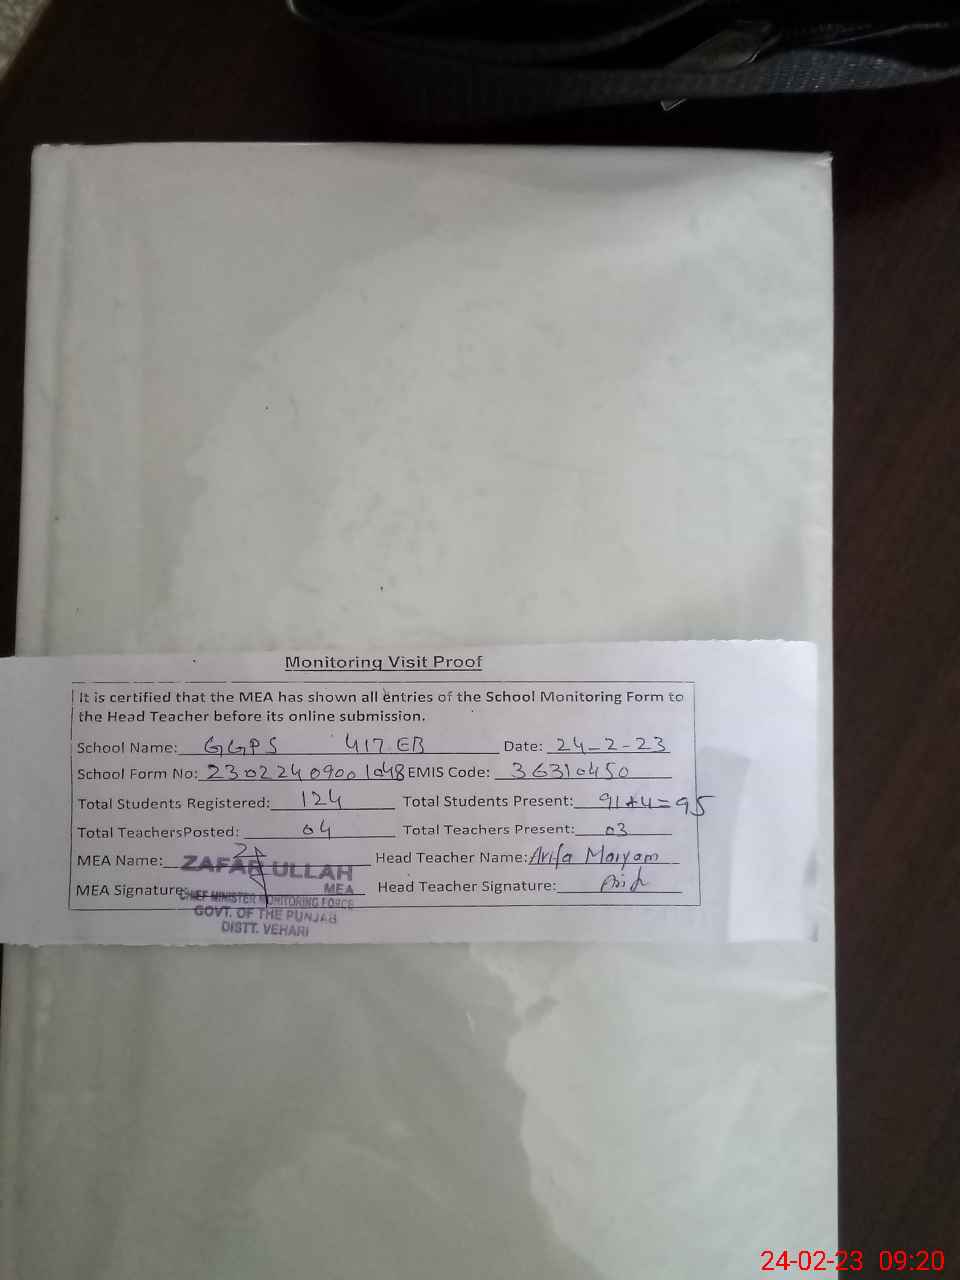 Monitoring Visit Proof
It is certified that the MEA has shown all entries of the School Monitoring Form to
the Head Teacher before its online submission.
School Name: GGPS 417.EB Date: 24-2-23
School Form No: 23022409001048 EMIS Code: 36310450
Total Students Registered: 124 Total Students Present: 91+4=95
Total TeachersPosted: 04 Total Teachers Present: 03
MEA Name: ZAFAR ULLAH Head Teacher Name: Arifa Maryam
MEA Signature: MEA Head Teacher Signature:
CHIEF MINISTER MONITORING FORCE
GOVT. OF THE PUNJAB
DISTT. VEHARI
24-02-23 09:20